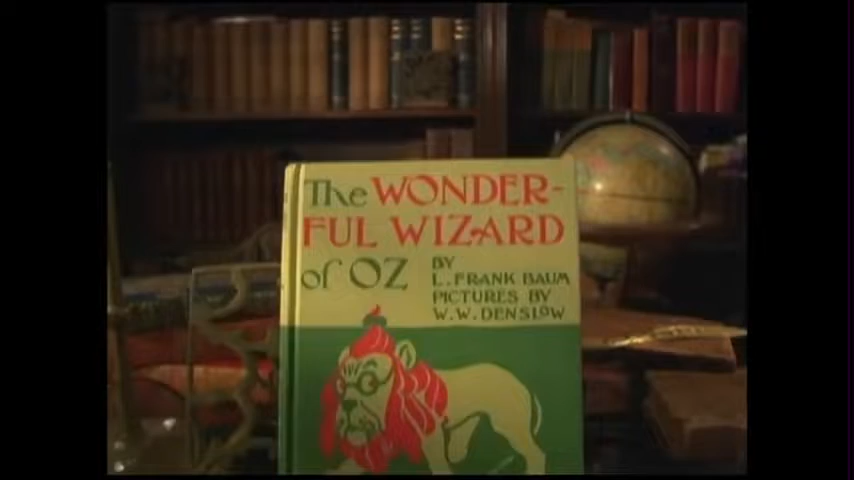 The WONDER-
FUL WIZARD
of OZ
BY
L. FRANK BAUM
PICTURES BY
W. W. DENSLOW